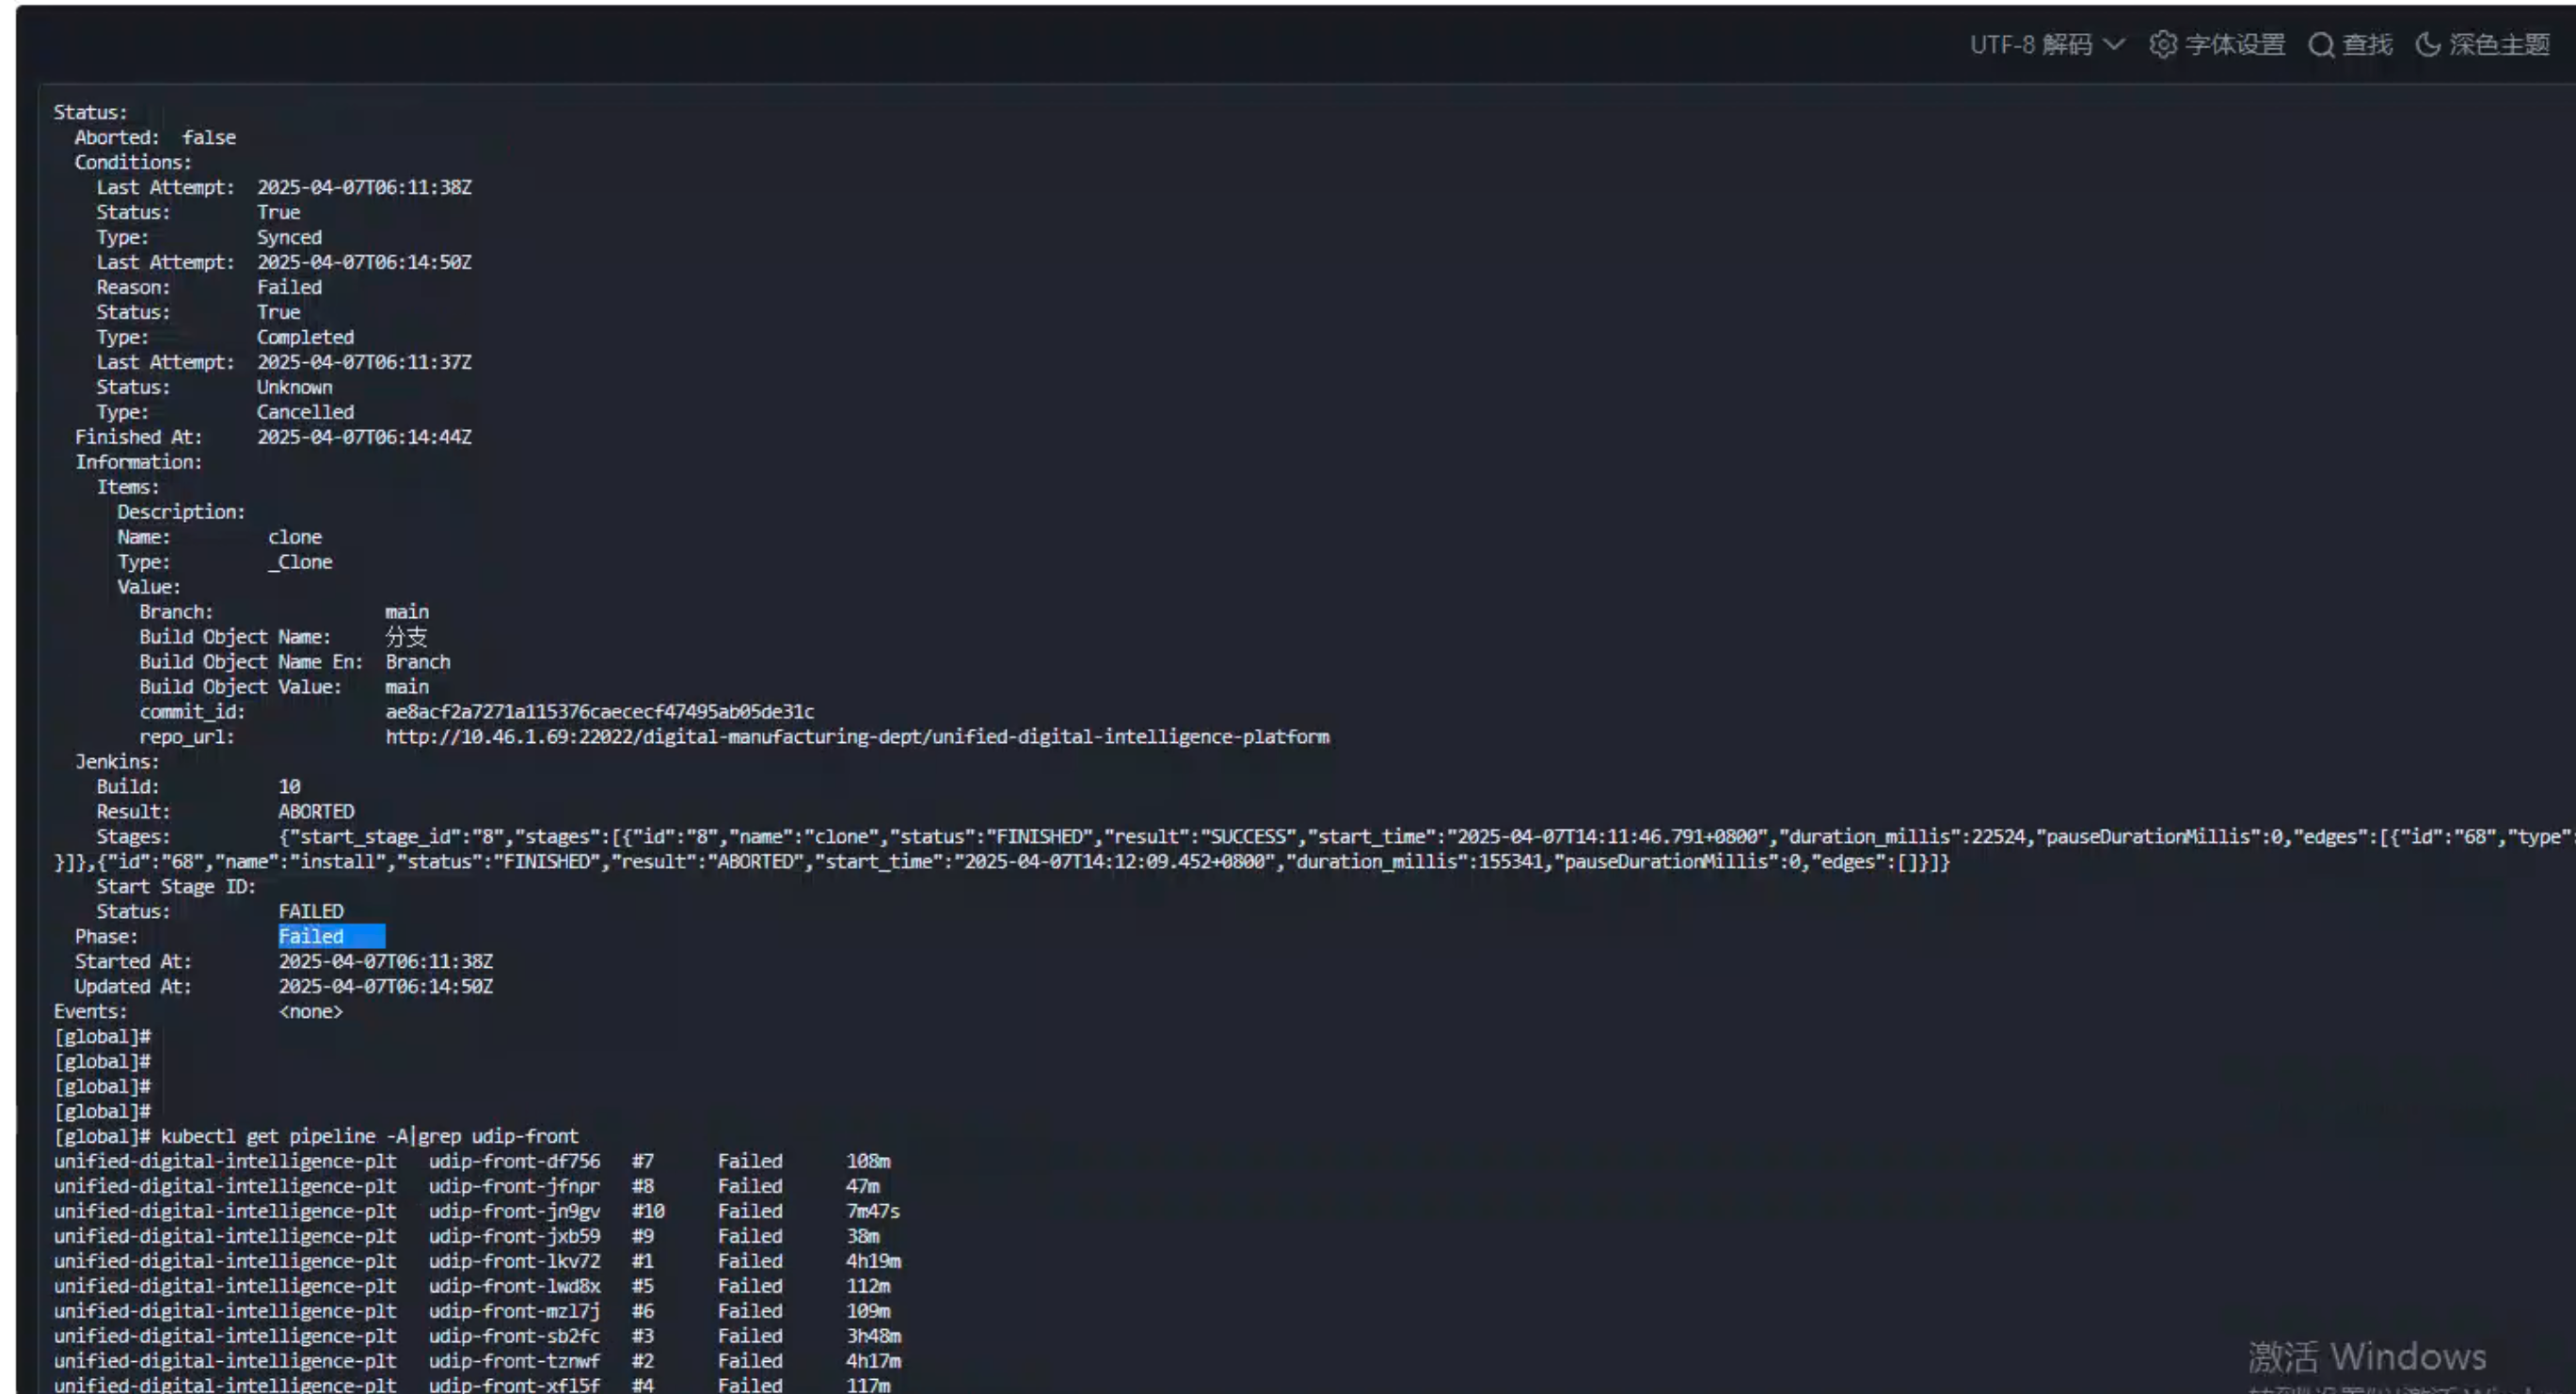 UTF-8 解码 字体设置 查找 深色主题
Status:
Aborted: false
Conditions:
Last Attempt: 2025-04-07T06:11:38Z
Status: True
Type: Synced
Last Attempt: 2025-04-07T06:14:50Z
Reason: Failed
Status: True
Type: Completed
Last Attempt: 2025-04-07T06:11:37Z
Status: Unknown
Type: Cancelled
Finished At: 2025-04-07T06:14:44Z
Information:
Items:
Description:
Name: clone
Type: _Clone
Value:
Branch: main
Build Object Name: 分支
Build Object Name En: Branch
Build Object Value: main
commit_id: ae8acf2a7271a115376caececf47495ab05de31c
repo_url: http://10.46.1.69:22022/digital-manufacturing-dept/unified-digital-intelligence-platform
Jenkins:
Build: 10
Result: ABORTED
Stages: {"start_stage_id":"8","stages":[{"id":"8","name":"clone","status":"FINISHED","result":"SUCCESS","start_time":"2025-04-07T14:11:46.791+0800","duration_millis":22524,"pauseDurationMillis":0,"edges":[{"id":"68","type":
}]},{"id":"68","name":"install","status":"FINISHED","result":"ABORTED","start_time":"2025-04-07T14:12:09.452+0800","duration_millis":155341,"pauseDurationMillis":0,"edges":[]}]}
Start Stage ID:
Status: FAILED
Phase: Failed
Started At: 2025-04-07T06:11:38Z
Updated At: 2025-04-07T06:14:50Z
Events: <none>
[global]#
[global]#
[global]#
[global]#
[global]# kubectl get pipeline -A|grep udip-front
unified-digital-intelligence-plt udip-front-df756 #7 Failed 108m
unified-digital-intelligence-plt udip-front-jfnpr #8 Failed 47m
unified-digital-intelligence-plt udip-front-jn9gv #10 Failed 7m47s
unified-digital-intelligence-plt udip-front-jxb59 #9 Failed 38m
unified-digital-intelligence-plt udip-front-lkv72 #1 Failed 4h19m
unified-digital-intelligence-plt udip-front-lwd8x #5 Failed 112m
unified-digital-intelligence-plt udip-front-mzl7j #6 Failed 109m
unified-digital-intelligence-plt udip-front-sb2fc #3 Failed 3h48m
unified-digital-intelligence-plt udip-front-tznwf #2 Failed 4h17m
unified-digital-intelligence-plt udip-front-xfl5f #4 Failed 117m
激活 Windows